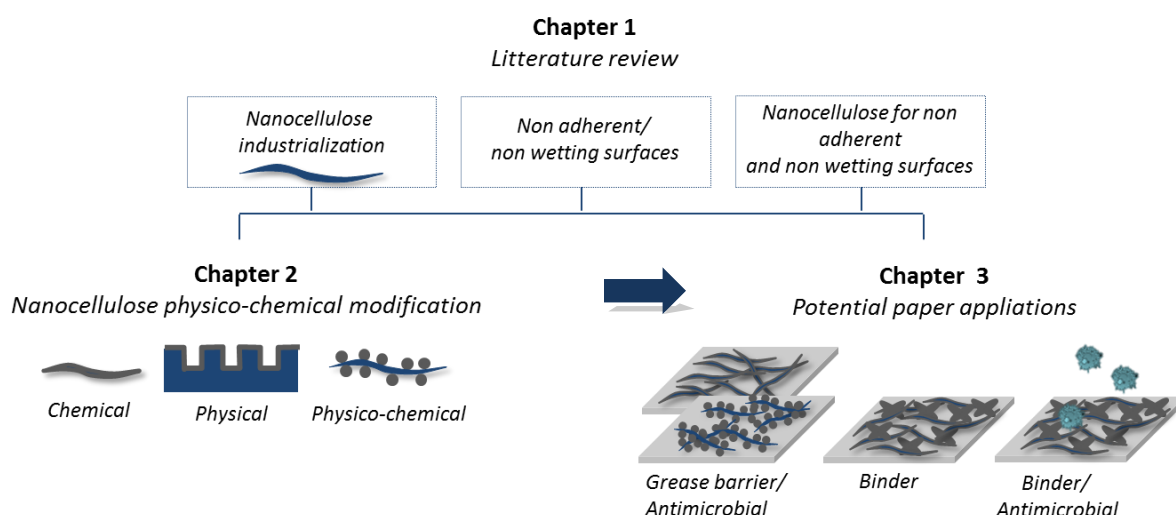 Chapter 1
Litterature review
Nanocellulose
industrialization
Non adherent/
non wetting surfaces
Nanocellulose for non
adherent
and non wetting surfaces
Chapter 2
Nanocellulose physico-chemical modification
Chemical
Physical
Physico-chemical
Chapter 3
Potential paper appliations
Grease barrier/
Antimicrobial
Binder
Binder/
Antimicrobial